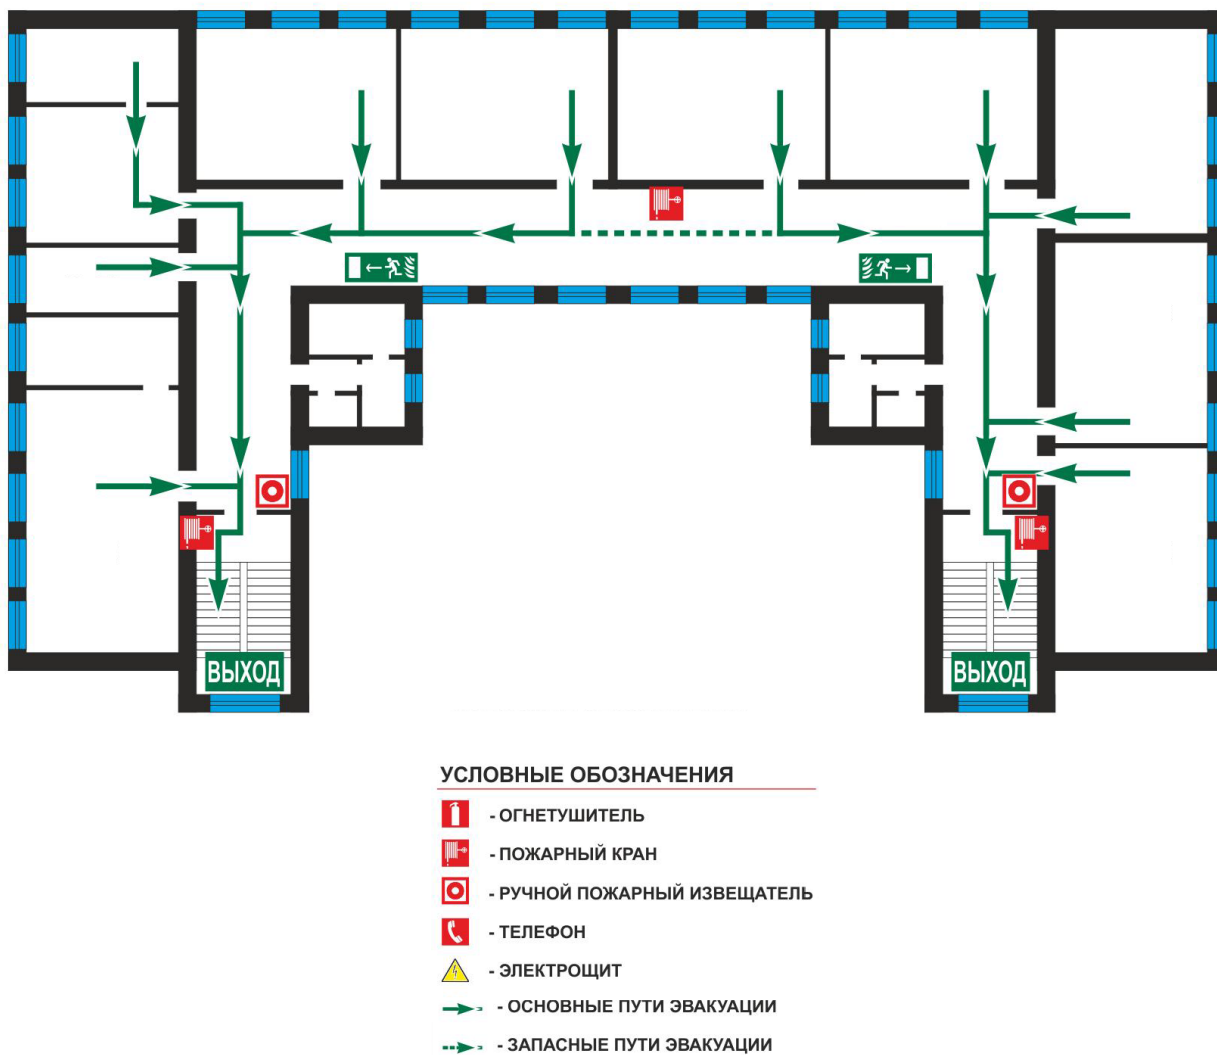 ВЫХОД
ВЫХОД
УСЛОВНЫЕ ОБОЗНАЧЕНИЯ
- ОГНЕТУШИТЕЛЬ
- ПОЖАРНЫЙ КРАН
- РУЧНОЙ ПОЖАРНЫЙ ИЗВЕЩАТЕЛЬ
- ТЕЛЕФОН
- ЭЛЕКТРОЩИТ
- ОСНОВНЫЕ ПУТИ ЭВАКУАЦИИ
- ЗАПАСНЫЕ ПУТИ ЭВАКУАЦИИ